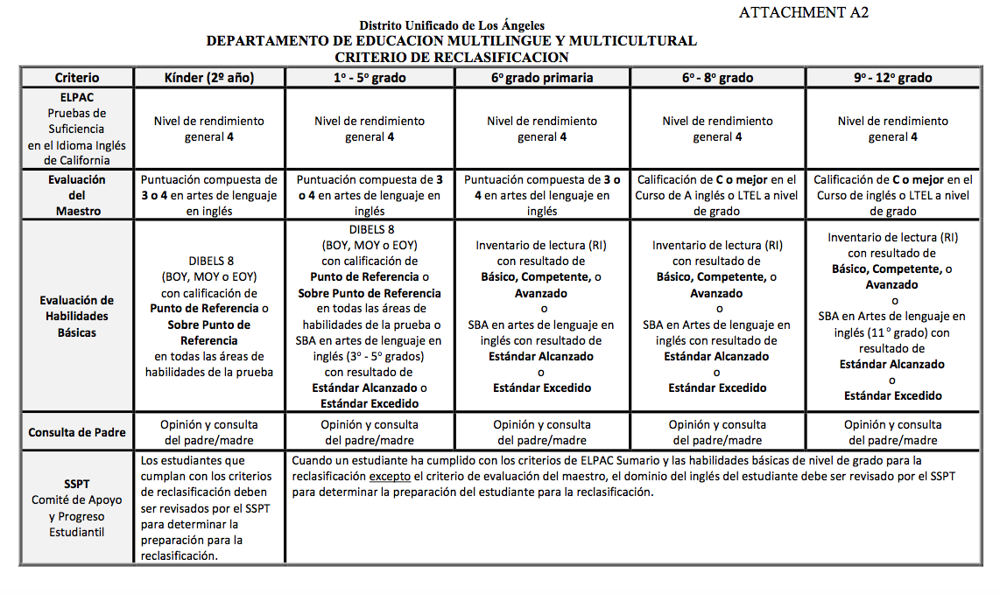 ATTACHMENT A2
Distrito Unificado de Los Ángeles
DEPARTAMENTO DE EDUCACION MULTILINGUE Y MULTICULTURAL
CRITERIO DE RECLASIFICACION
Criterio
Kínder (2º año)
1º - 5º grado
6º grado primaria
6º - 8º grado
9º - 12º grado
ELPAC
Pruebas de
Suficiencia
en el Idioma Inglés
de California
Nivel de rendimiento
general 4
Nivel de rendimiento
general 4
Nivel de rendimiento
general 4
Nivel de rendimiento
general 4
Nivel de rendimiento
general 4
Evaluación
del
Maestro
Puntuación compuesta de
3 o 4 en artes de lenguaje
en inglés
Puntuación compuesta de 3
o 4 en artes de lenguaje en
inglés
Puntuación compuesta de 3 o
4 en artes del lenguaje en
inglés
Calificación de C o mejor en el
Curso de A inglés o LTEL a nivel
de grado
Calificación de C o mejor en el
Curso de inglés o LTEL a nivel
de grado
Evaluación de
Habilidades
Básicas
DIBELS 8
(BOY, MOY o EOY)
con calificación de
Punto de Referencia o
Sobre Punto de
Referencia
en todas las áreas de
habilidades de la prueba
DIBELS 8
(BOY, MOY o EOY)
con calificación de
Punto de Referencia o
Sobre Punto de Referencia
en todas las áreas de
habilidades de la prueba o
SBA en artes de lenguaje en
inglés (3º - 5º grados)
con resultado de
Estándar Alcanzado o
Estándar Excedido
Inventario de lectura (RI)
con resultado de
Básico, Competente, o
Avanzado
o
SBA en Artes de lenguaje en
inglés con resultado de
Estándar Alcanzado
o
Estándar Excedido
Inventario de lectura (RI)
con resultado de
Básico, Competente, o
Avanzado
o
SBA en Artes de lenguaje en
inglés con resultado de
Estándar Alcanzado
o
Estándar Excedido
Inventario de lectura (RI)
con resultado de
Básico, Competente, o
Avanzado
o
SBA en Artes de lenguaje en
inglés (11º grado) con
resultado de
Estándar Alcanzado
o
Estándar Excedido
Consulta de Padre
Opinión y consulta
del padre/madre
Opinión y consulta
del padre/madre
Opinión y consulta
del padre/madre
Opinión y consulta
del padre/madre
Opinión y consulta
del padre/madre
SSPT
Comité de Apoyo
y Progreso
Estudiantil
Los estudiantes que
cumplan con los criterios
de reclasificación deben
ser revisados por el SSPT
para determinar la
preparación para la
reclasificación.
Cuando un estudiante ha cumplido con los criterios de ELPAC Sumario y las habilidades básicas de nivel de grado para la
reclasificación excepto el criterio de evaluación del maestro, el dominio del inglés del estudiante debe ser revisado por el SSPT
para determinar la preparación del estudiante para la reclasificación.